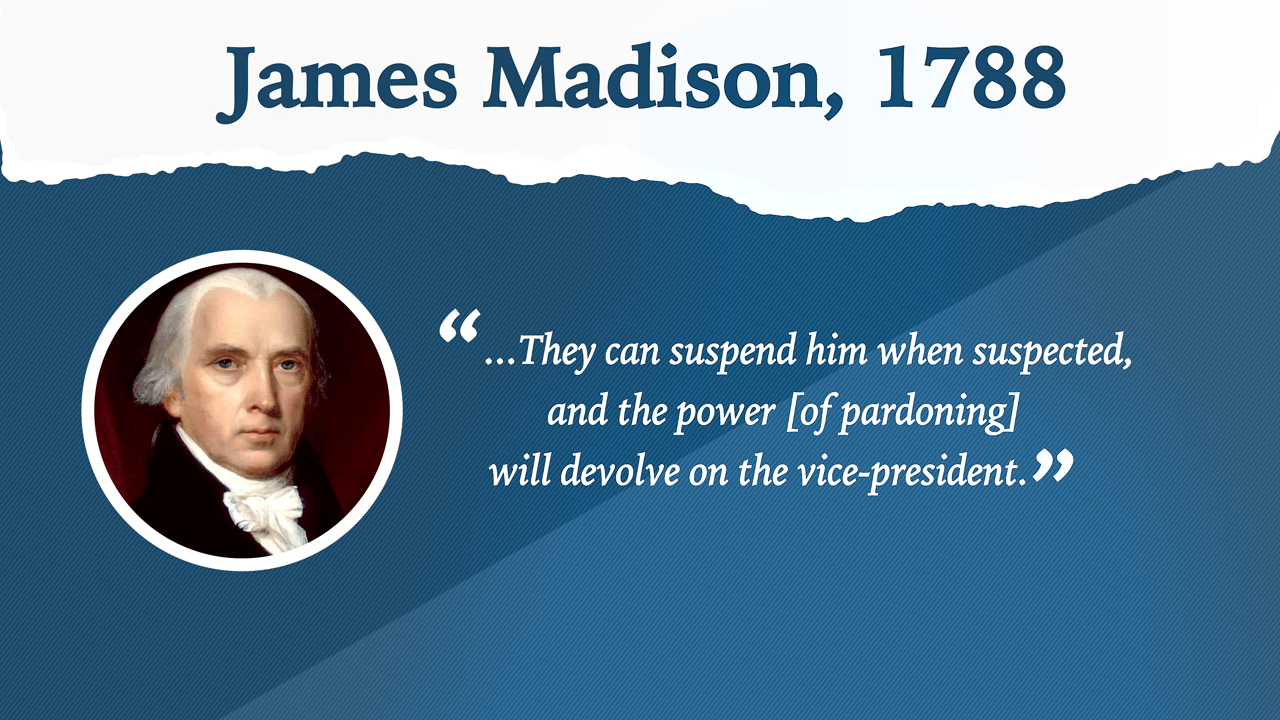 James Madison, 1788
“...They can suspend him when suspected,
and the power [of pardoning]
will devolve on the vice-president.”